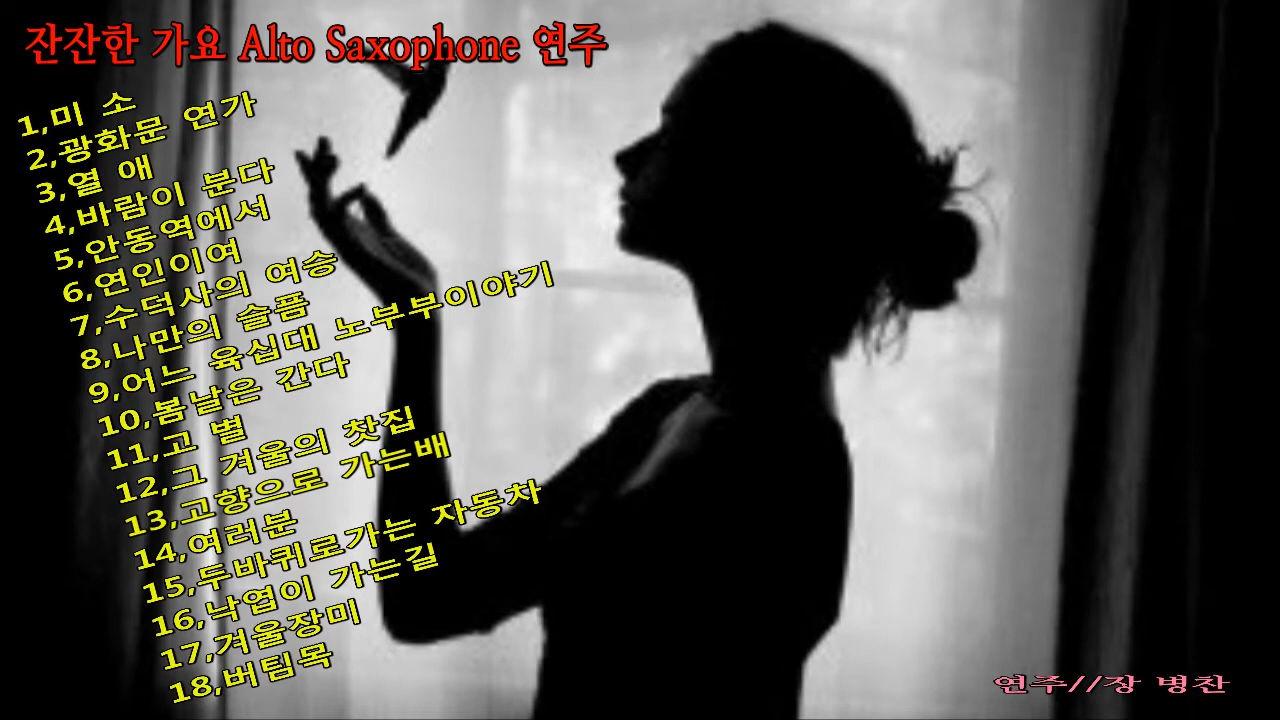 잔잔한 가요 Alto Saxophone 연주
1,미 소
2,광화문 연가
3,열 애
4,바람이 분다
5,안동역에서
6,연인이여
7,수덕사의 여승
8,나만의 슬픔
9,어느 육십대 노부부이야기
10,봄날은 간다
11,고 별
12,그 겨울의 찻집
13,고향으로 가는배
14,여러분
15,두바퀴로가는 자동차
16,낙엽이 가는길
17,겨울장미
18,버팀목
연주//장 병찬